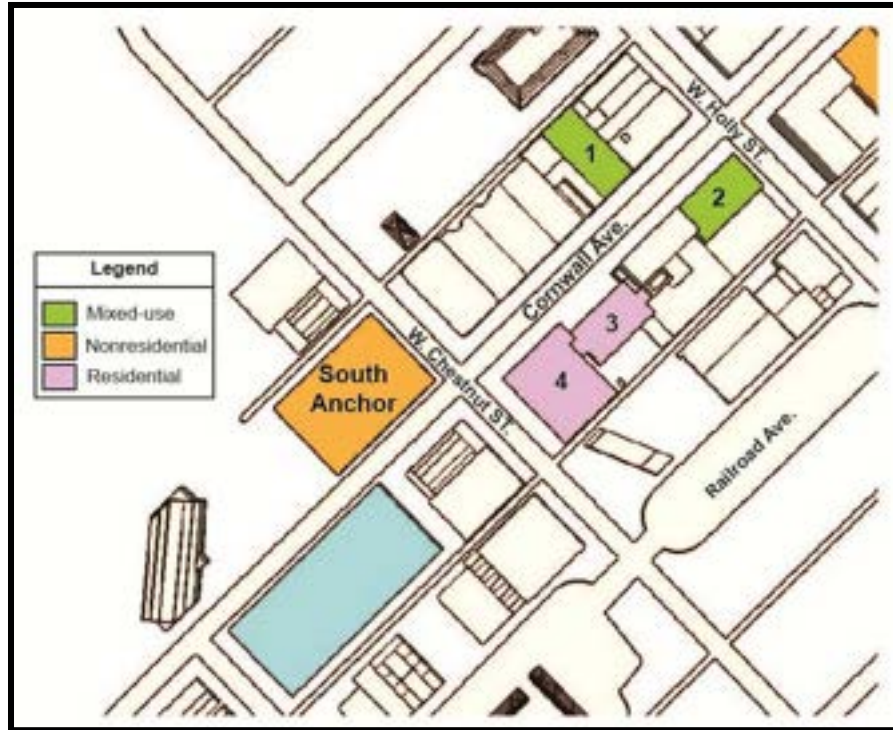 W. Holly ST.
1
2
Cornwall Ave.
Legend
Mixed-use
Nonresidential
Residential
3
W. Chestnut ST.
South
Anchor
4
Railroad Ave.